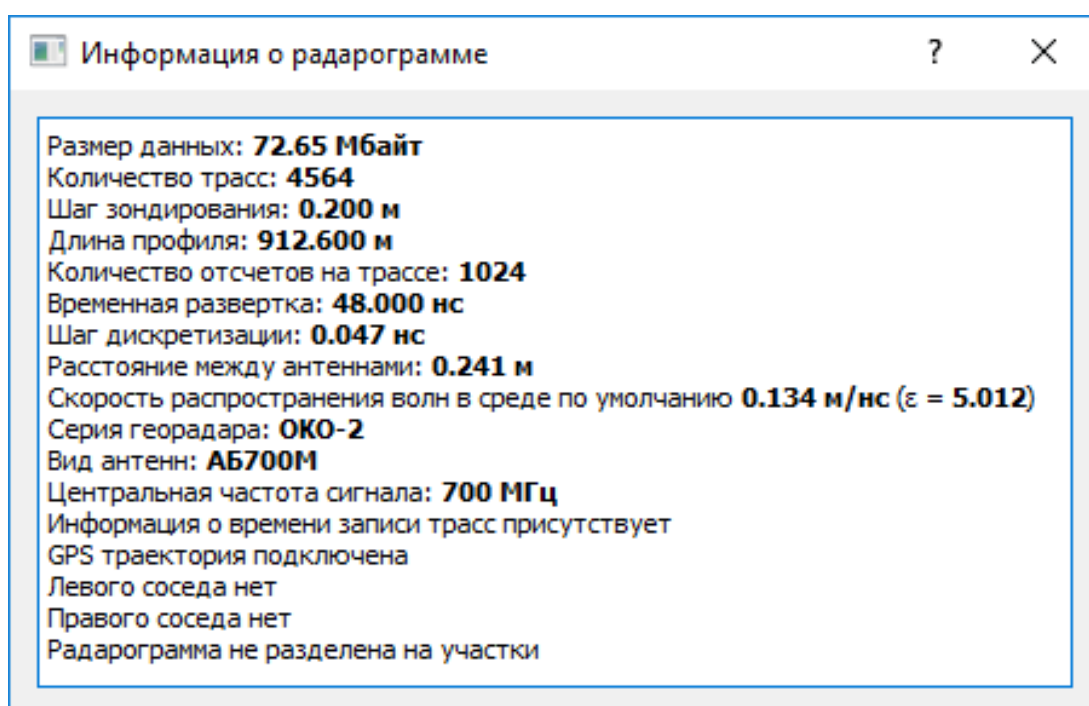 Информация о радарограмме
?
Размер данных: 72.65 Мбайт
Количество трасс: 4564
Шаг зондирования: 0.200 м
Длина профиля: 912.600 м
Количество отсчетов на трассе: 1024
Временная развертка: 48.000 нс
Шаг дискретизации: 0.047 нс
Расстояние между антеннами: 0.241 м
Скорость распространения волн в среде по умолчанию 0.134 м/нс (ε = 5.012)
Серия георадара: ОКО-2
Вид антенн: АБ700М
Центральная частота сигнала: 700 МГц
Информация о времени записи трасс присутствует
GPS траектория подключена
Левого соседа нет
Правого соседа нет
Радарограмма не разделена на участки